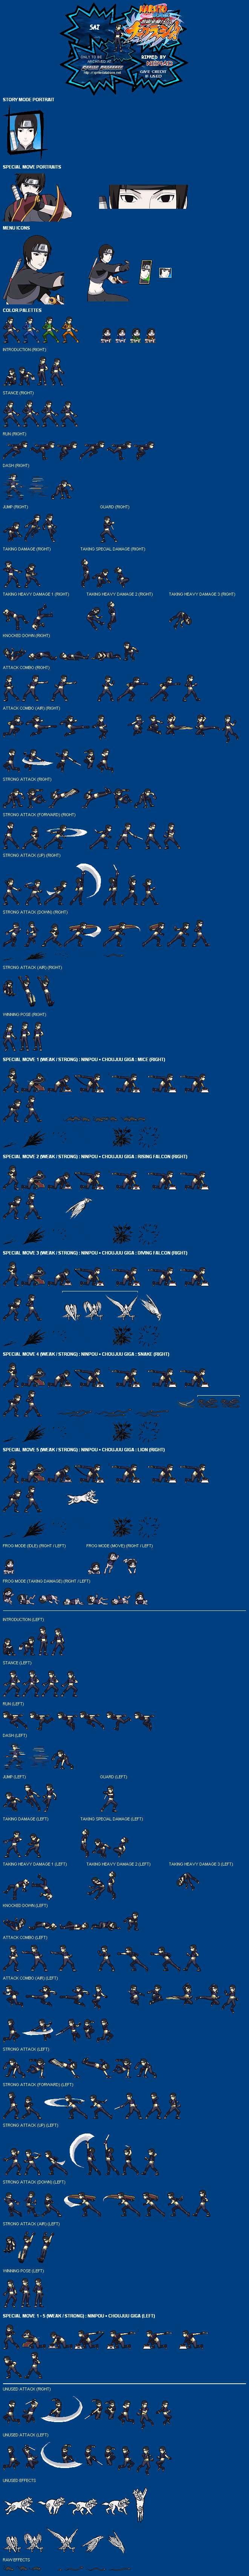 SAI
RIPPED BY
GIVE CREDIT
IF USED
STORY MODE PORTRAIT
SPECIAL MOVE PORTRAITS
MENU ICONS
COLOR PALETTES
INTRODUCTION (RIGHT)
STANCE (RIGHT)
RUN (RIGHT)
DASH (RIGHT)
JUMP (RIGHT)
GUARD (RIGHT)
TAKING DAMAGE (RIGHT)
TAKING SPECIAL DAMAGE (RIGHT)
TAKING HEAVY DAMAGE 1 (RIGHT)
TAKING HEAVY DAMAGE 2 (RIGHT)
TAKING HEAVY DAMAGE 3 (RIGHT)
KNOCKED DOWN (RIGHT)
ATTACK COMBO (RIGHT)
ATTACK COMBO (AIR) (RIGHT)
STRONG ATTACK (RIGHT)
STRONG ATTACK (FORWARD) (RIGHT)
STRONG ATTACK (UP) (RIGHT)
STRONG ATTACK (DOWN) (RIGHT)
STRONG ATTACK (AIR) (RIGHT)
WINNING POSE (RIGHT)
SPECIAL MOVE 1 (WEAK / STRONG) : NINPOU • CHOUJUU GIGA : MICE (RIGHT)
SPECIAL MOVE 2 (WEAK / STRONG) : NINPOU • CHOUJUU GIGA : RISING FALCON (RIGHT)
SPECIAL MOVE 3 (WEAK / STRONG) : NINPOU • CHOUJUU GIGA : DIVING FALCON (RIGHT)
SPECIAL MOVE 4 (WEAK / STRONG) : NINPOU • CHOUJUU GIGA : SNAKE (RIGHT)
SPECIAL MOVE 5 (WEAK / STRONG) : NINPOU • CHOUJUU GIGA : LION (RIGHT)
FROG MODE (IDLE) (RIGHT / LEFT)
FROG MODE (MOVE) (RIGHT / LEFT)
FROG MODE (TAKING DAMAGE) (RIGHT / LEFT)
INTRODUCTION (LEFT)
STANCE (LEFT)
RUN (LEFT)
DASH (LEFT)
JUMP (LEFT)
GUARD (LEFT)
TAKING DAMAGE (LEFT)
TAKING SPECIAL DAMAGE (LEFT)
TAKING HEAVY DAMAGE 1 (LEFT)
TAKING HEAVY DAMAGE 2 (LEFT)
TAKING HEAVY DAMAGE 3 (LEFT)
KNOCKED DOWN (LEFT)
ATTACK COMBO (LEFT)
ATTACK COMBO (AIR) (LEFT)
STRONG ATTACK (LEFT)
STRONG ATTACK (FORWARD) (LEFT)
STRONG ATTACK (UP) (LEFT)
STRONG ATTACK (DOWN) (LEFT)
STRONG ATTACK (AIR) (LEFT)
WINNING POSE (LEFT)
SPECIAL MOVE 1 - 5 (WEAK / STRONG) : NINPOU • CHOUJUU GIGA (LEFT)
UNUSED ATTACK (RIGHT)
UNUSED ATTACK (LEFT)
UNUSED EFFECTS
RAW EFFECTS